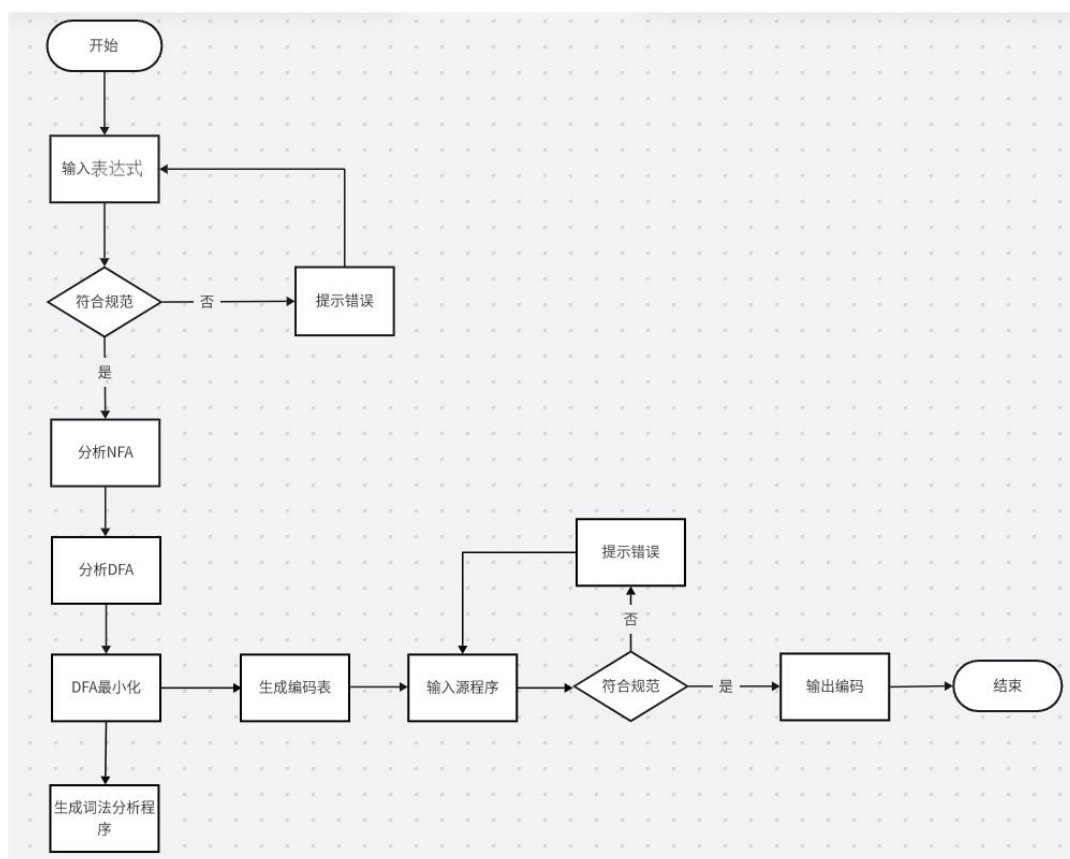 开始
输入表达式
符合规范
否
提示错误
是
分析NFA
分析DFA
提示错误
否
DFA最小化
生成编码表
输入源程序
符合规范
是
输出编码
结束
生成词法分析程
序